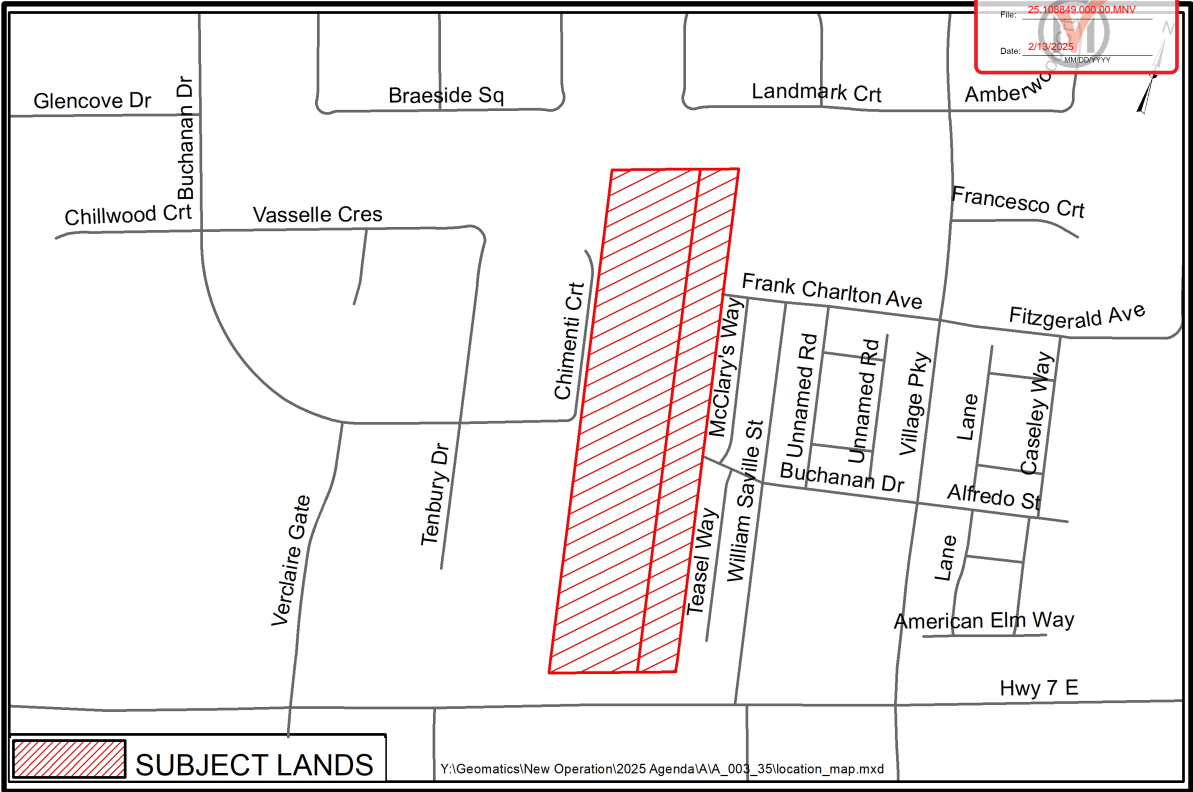 File: 25.108849.000.00.MNV
Date: 2/13/2025
MM/DD/YYYY
N
Glencove Dr
Buchanan Dr
Braeside Sq
Landmark Crt
Chillwood Crt
Vasselle Cres
Francesco Crt
Chimenti Crt
Frank Charlton Ave
Fitzgerald Ave
McClary's Way
Unnamed Rd
Unnamed Rd
Village Pky
Lane
Caseley Way
Tenbury Dr
William Saville St
Buchanan Dr
Alfredo St
Verclaire Gate
Teasel Way
Lane
American Elm Way
Hwy 7 E
SUBJECT LANDS
Y:\Geomatics\New Operation\2025 Agenda\A\A_003_35\location_map.mxd